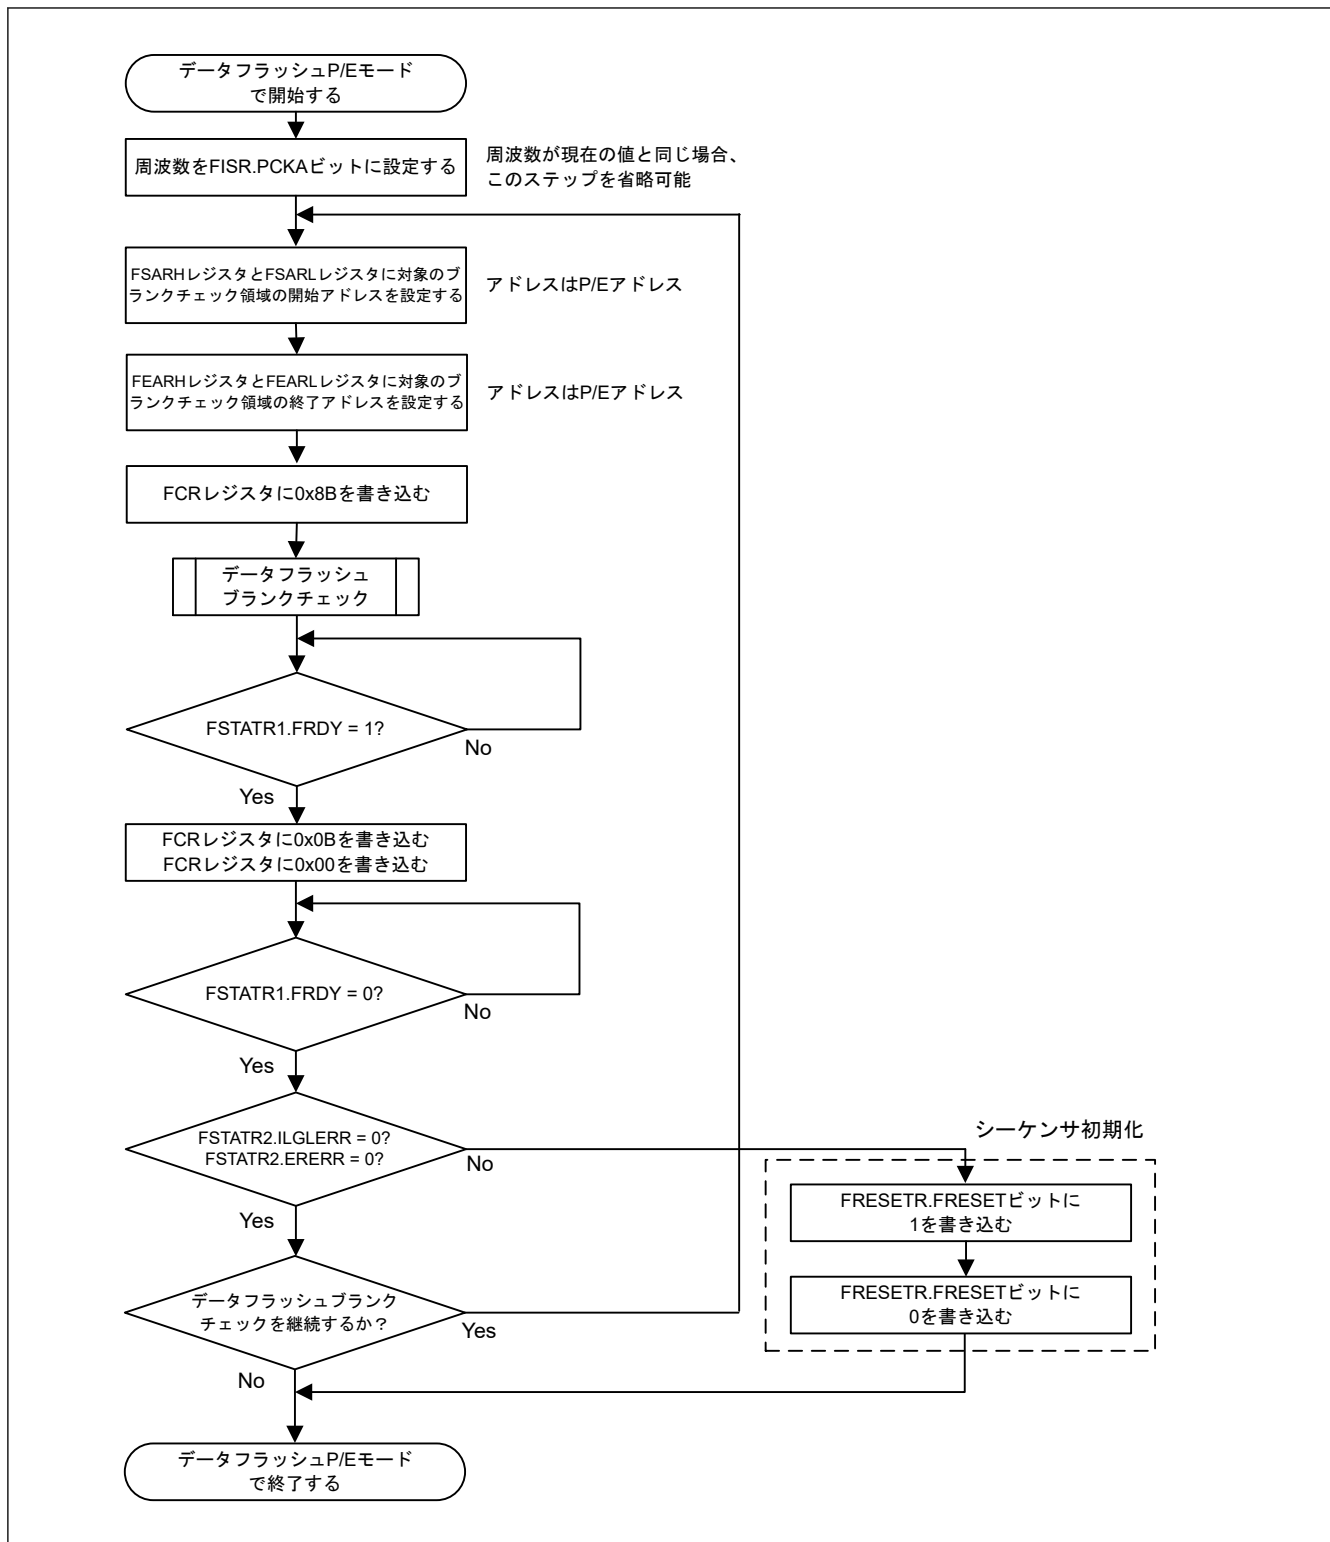 データフラッシュP/Eモード
で開始する
周波数をFISR.PCKAビットに設定する
周波数が現在の値と同じ場合、
このステップを省略可能
FSARHレジスタとFSARLレジスタに対象のブ
ランクチェック領域の開始アドレスを設定する
アドレスはP/Eアドレス
FEARHレジスタとFEARLレジスタに対象のブ
ランクチェック領域の終了アドレスを設定する
アドレスはP/Eアドレス
FCRレジスタに0x8Bを書き込む
データフラッシュ
ブランクチェック
FSTATR1.FRDY = 1?
No
Yes
FCRレジスタに0x0Bを書き込む
FCRレジスタに0x00を書き込む
FSTATR1.FRDY = 0?
No
Yes
FSTATR2.ILGLERR = 0?
FSTATR2.ERERR = 0?
No
Yes
シーケンサ初期化
FRESETR.FRESETビットに
1を書き込む
FRESETR.FRESETビットに
0を書き込む
データフラッシュブランク
チェックを継続するか？
Yes
No
データフラッシュP/Eモード
で終了する